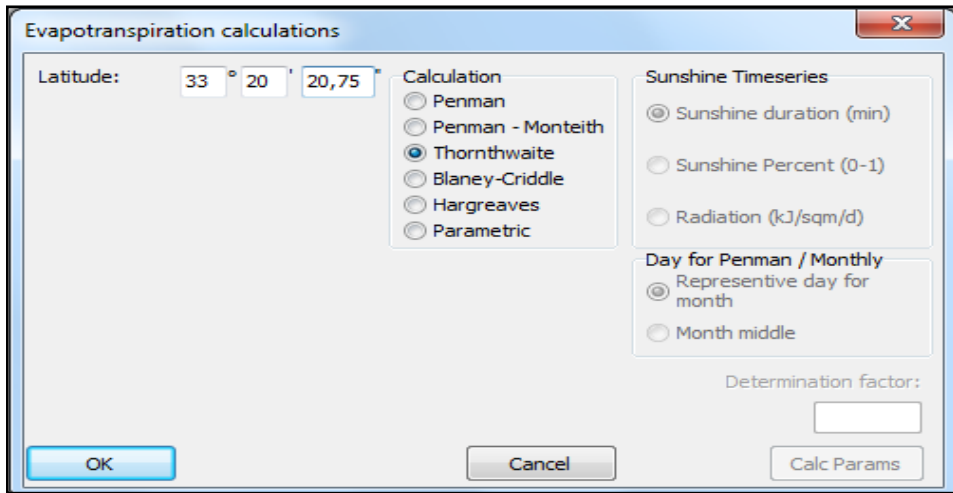 Evapotranspiration calculations
Latitude: 33 ° 20 ' 20,75 "
Calculation
Penman
Penman - Monteith
Thornthwaite
Blaney-Criddle
Hargreaves
Parametric
Sunshine Timeseries
Sunshine duration (min)
Sunshine Percent (0-1)
Radiation (kJ/sqm/d)
Day for Penman / Monthly
Representive day for
month
Month middle
Determination factor:
OK
Cancel
Calc Params